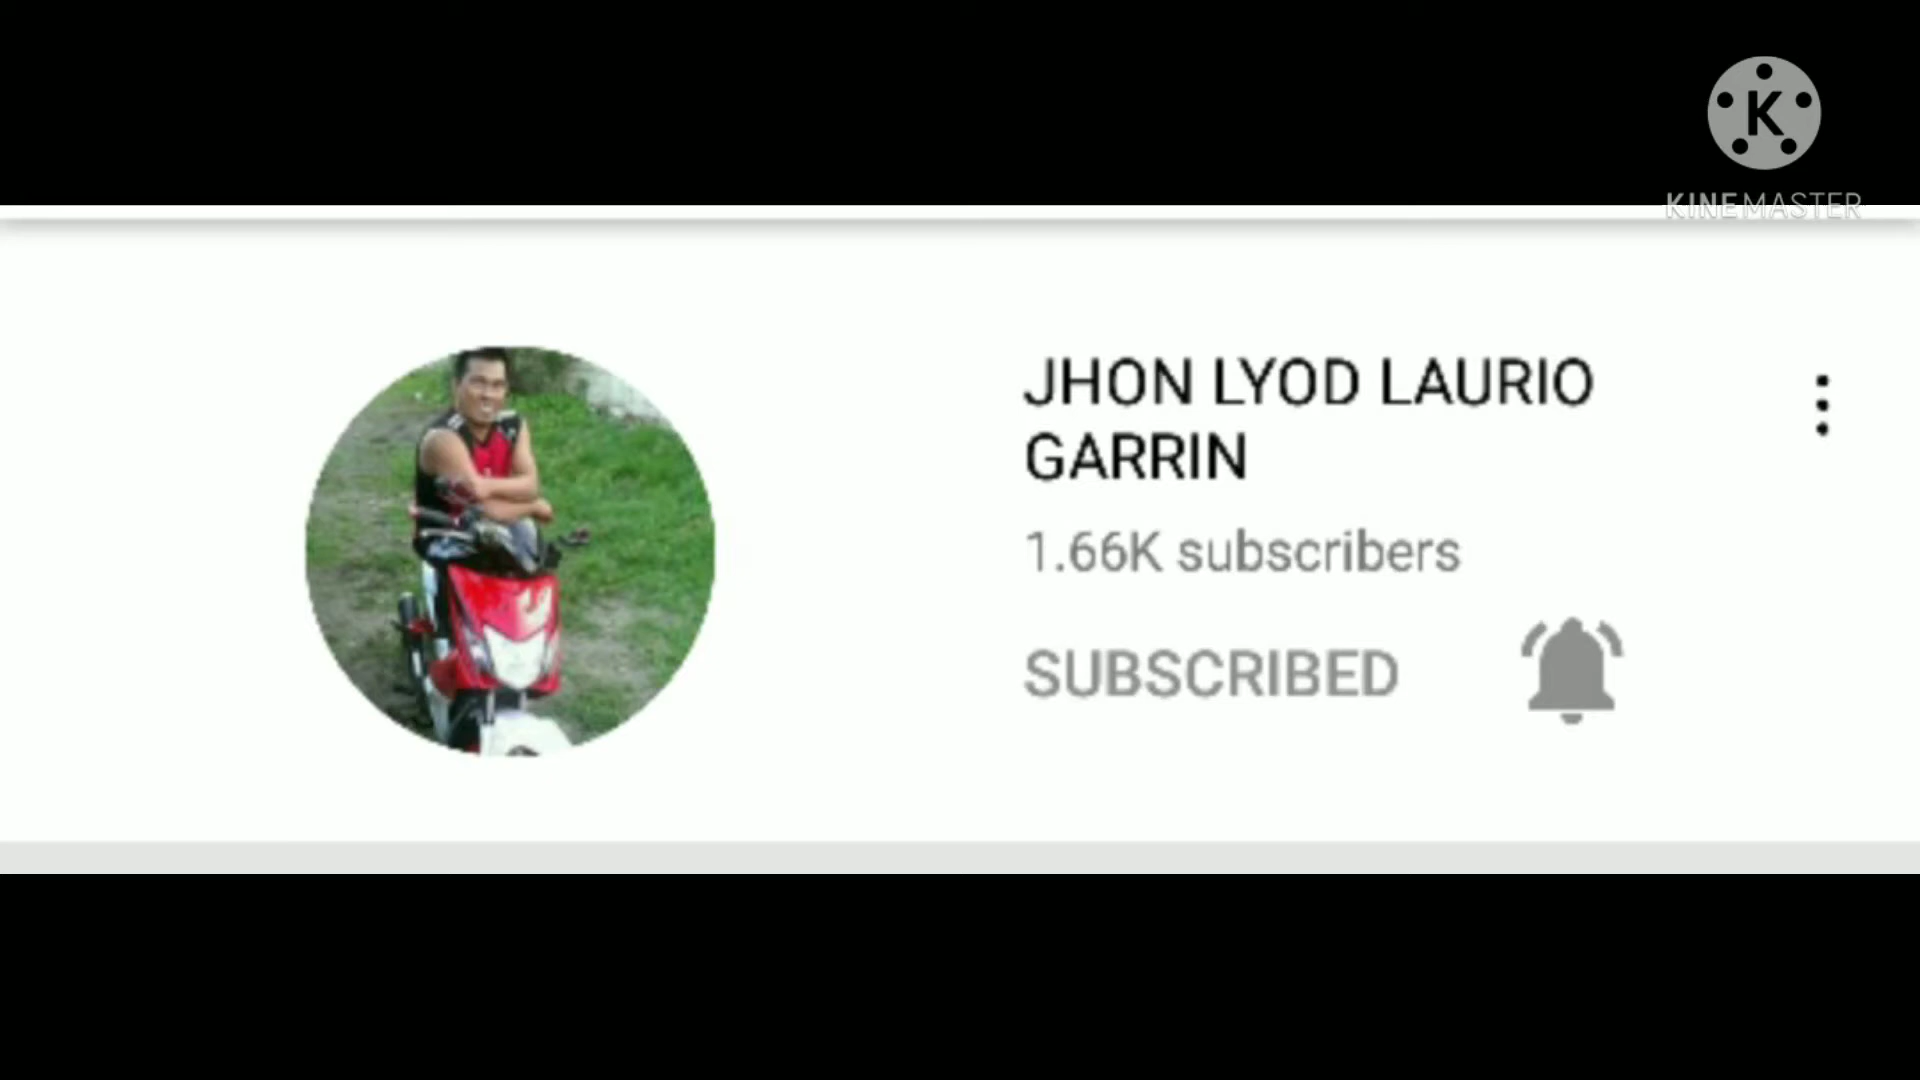 K
KINEMASTER
JHON LYOD LAURIO
GARRIN
1.66K subscribers
SUBSCRIBED